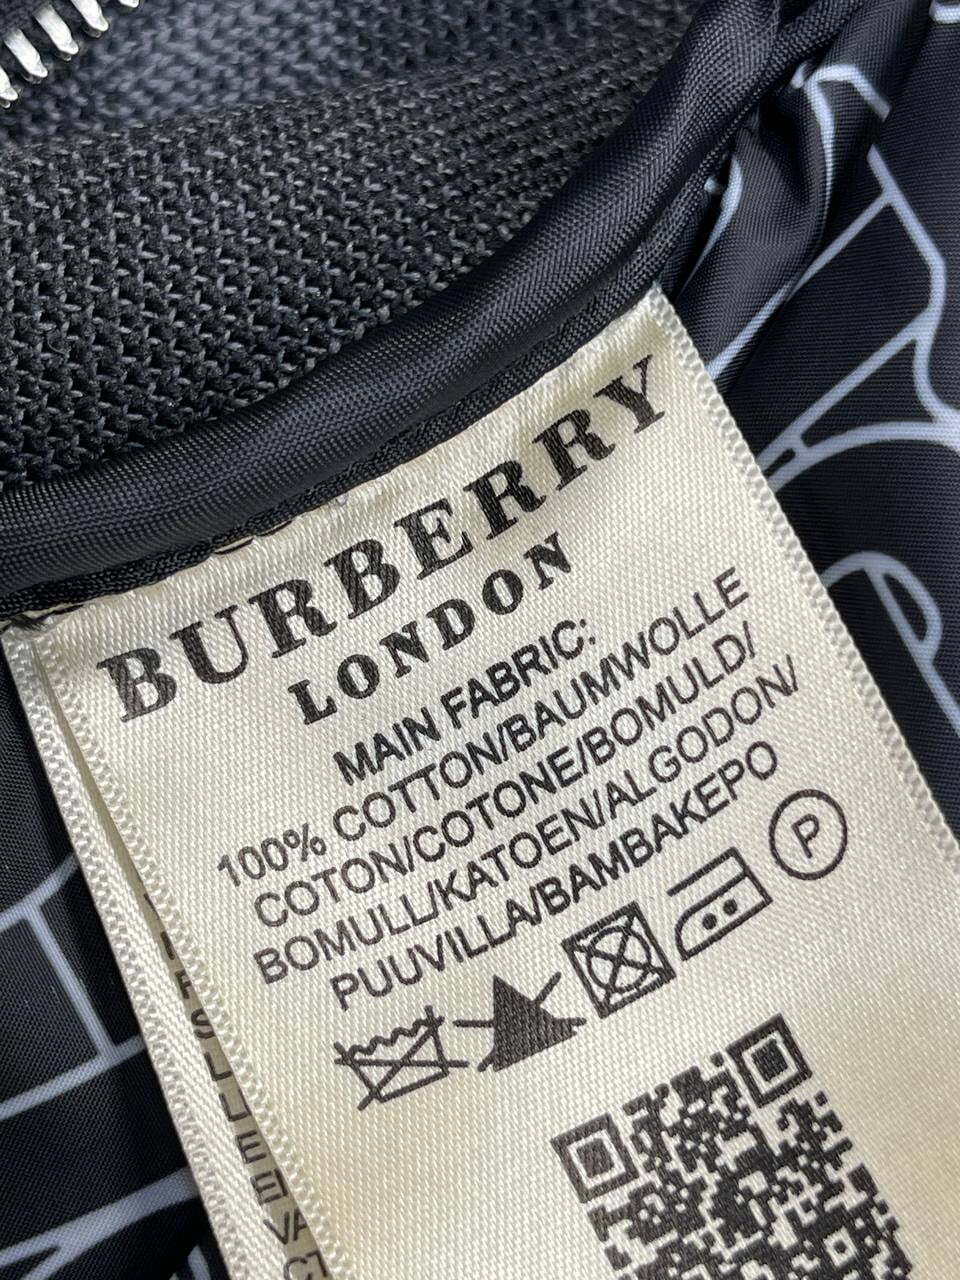 BURBERRY
LONDON
MAIN FABRIC:
100% COTTON/BAUMWOLLE
COTON/COTONE/BOMULD/
BOMULL/KATOEN/ALGODON/
PUUVILLA/BAMBAKEPO
P